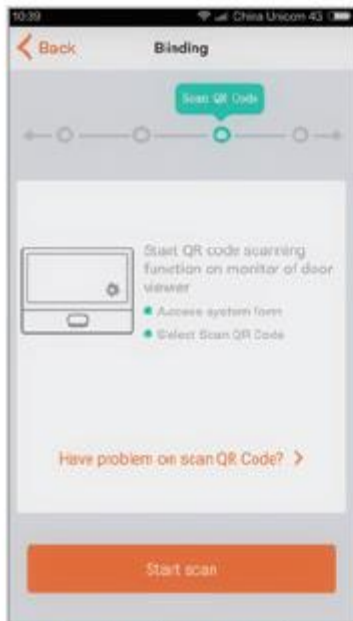 10:39
China Unicom 4G
Back
Binding
Scan QR Code
Start QR code scanning
function on monitor of door
viewer
Access system form
Select Scan QR Code
Have problem on scan QR Code? >
Start scan